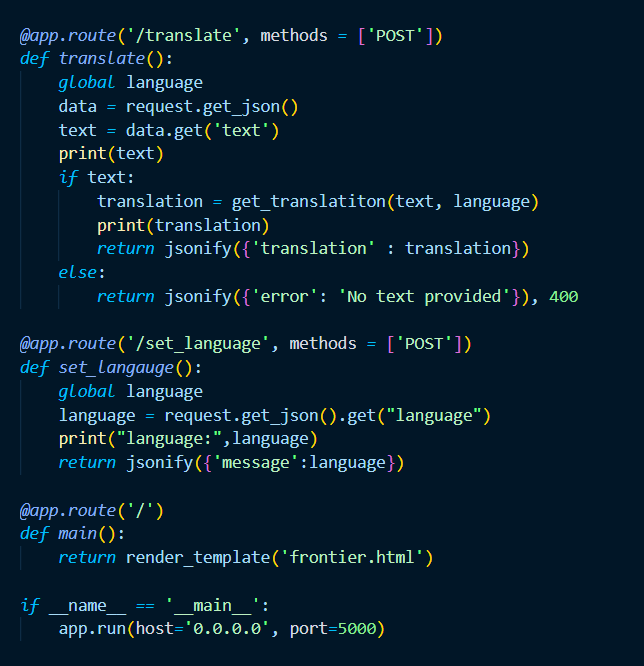 @app.route('/translate', methods = ['POST'])
def translate():
    global language
    data = request.get_json()
    text = data.get('text')
    print(text)
    if text:
        translation = get_translatiton(text, language)
        print(translation)
        return jsonify({'translation' : translation})
    else:
        return jsonify({'error': 'No text provided'}), 400

@app.route('/set_language', methods = ['POST'])
def set_langauge():
    global language
    language = request.get_json().get("language")
    print("language:",language)
    return jsonify({'message':language})

@app.route('/')
def main():
    return render_template('frontier.html')

if __name__ == '__main__':
    app.run(host='0.0.0.0', port=5000)